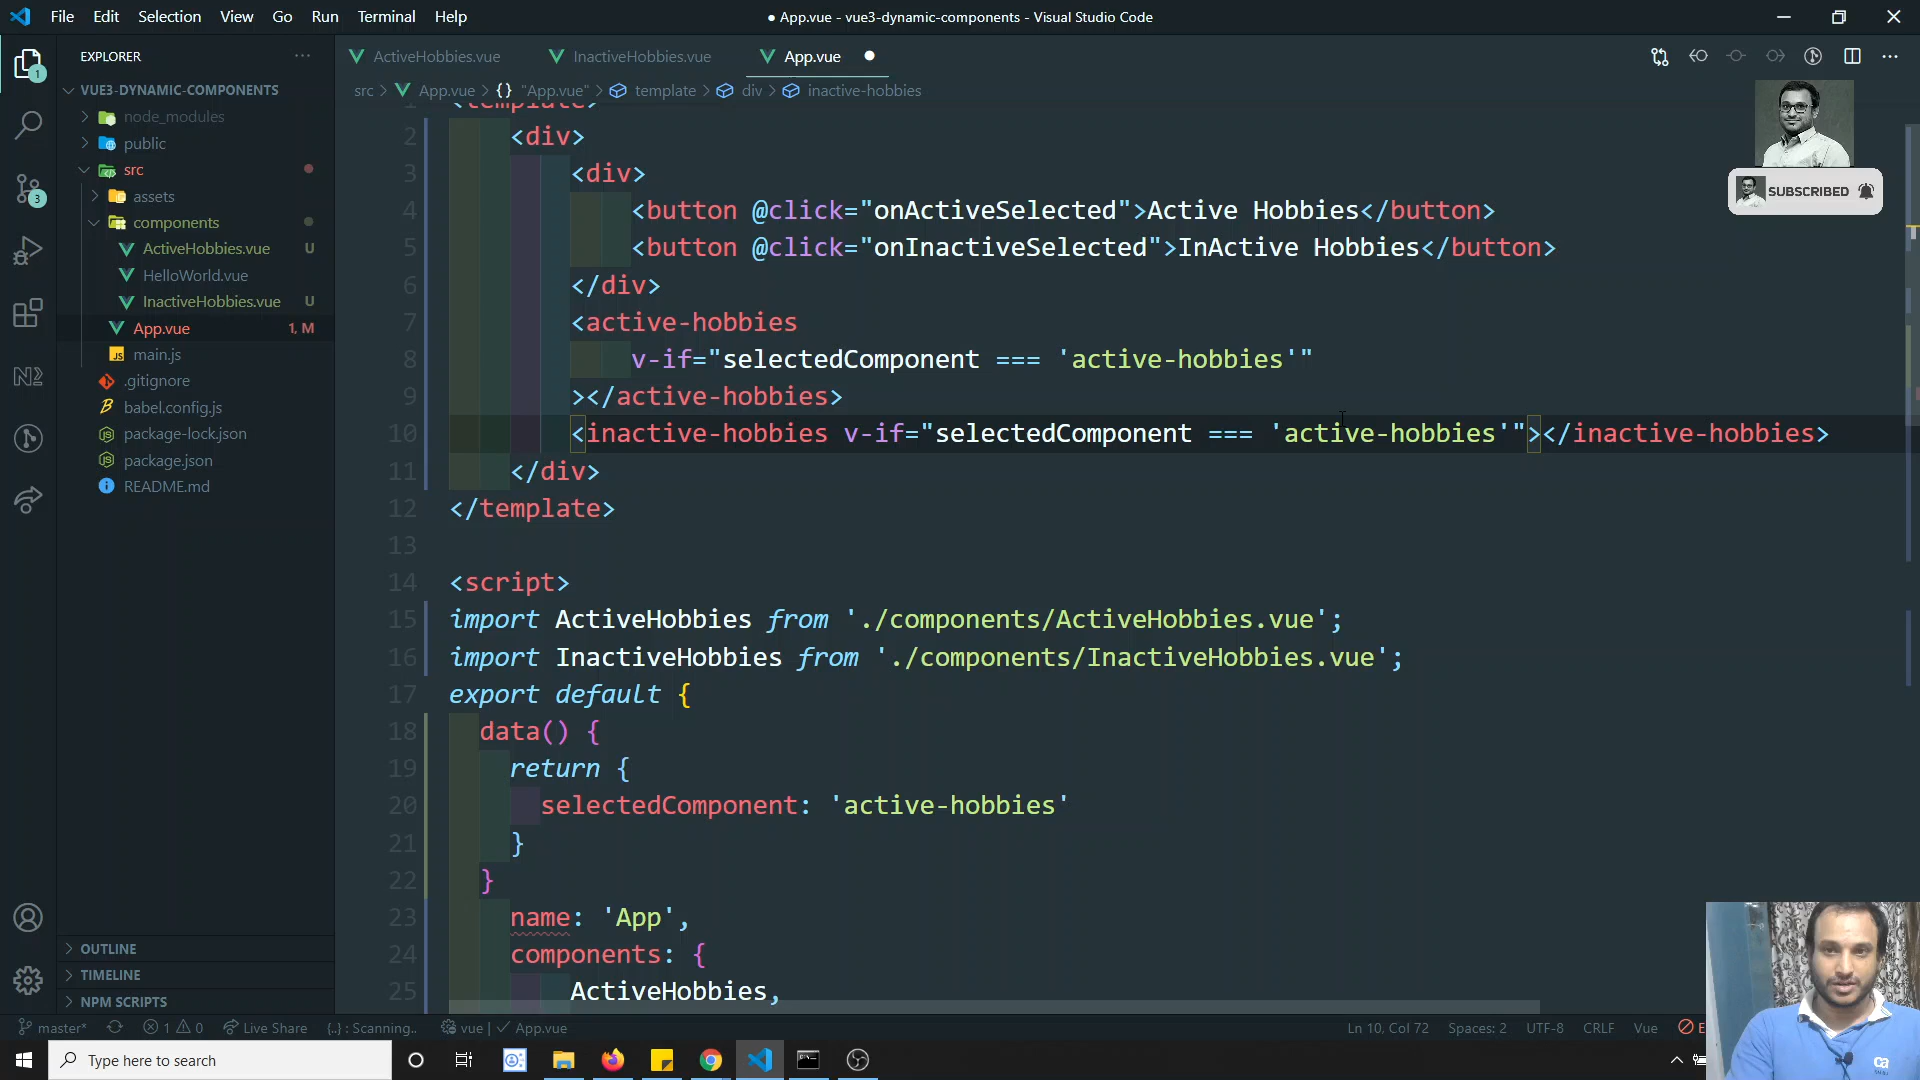 File Edit Selection View Go Run Terminal Help
● App.vue - vue3-dynamic-components - Visual Studio Code
EXPLORER
ActiveHobbies.vue
InactiveHobbies.vue
App.vue
src > App.vue > {} "App.vue" > template > div > inactive-hobbies
VUE3-DYNAMIC-COMPONENTS
node_modules
public
src
assets
components
ActiveHobbies.vue U
HelloWorld.vue
InactiveHobbies.vue U
App.vue 1, M
main.js
.gitignore
babel.config.js
package-lock.json
package.json
README.md
OUTLINE
TIMELINE
NPM SCRIPTS
1
3
1 <template>
2 <div>
3 <div>
4 <button @click="onActiveSelected">Active Hobbies</button>
5 <button @click="onInactiveSelected">InActive Hobbies</button>
6 </div>
7 <active-hobbies
8 v-if="selectedComponent === 'active-hobbies'"
9 ></active-hobbies>
10 <inactive-hobbies v-if="selectedComponent === 'active-hobbies'"></inactive-hobbies>
11 </div>
12 </template>
13
14 <script>
15 import ActiveHobbies from './components/ActiveHobbies.vue';
16 import InactiveHobbies from './components/InactiveHobbies.vue';
17 export default {
18 data() {
19 return {
20 selectedComponent: 'active-hobbies'
21 }
22 }
23 name: 'App',
24 components: {
25 ActiveHobbies,
SUBSCRIBED
master*
1 0
Live Share
{..} : Scanning..
vue | ✓ App.vue
Ln 10, Col 72
Spaces: 2
UTF-8
CRLF
Vue
Type here to search
ca